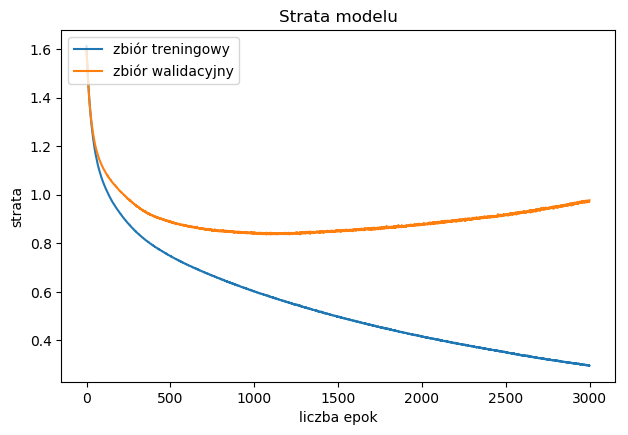 Strata modelu
zbiór treningowy
zbiór walidacyjny
strata
1.6
1.4
1.2
1.0
0.8
0.6
0.4
0
500
1000
1500
2000
2500
3000
liczba epok